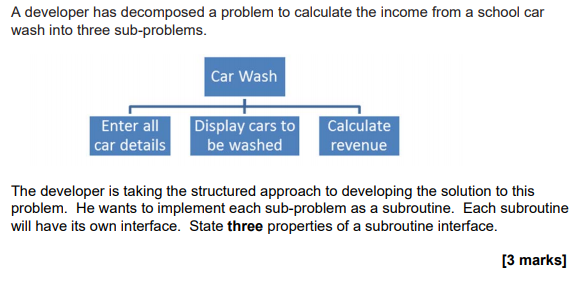 A developer has decomposed a problem to calculate the income from a school car
wash into three sub-problems.
Car Wash
Enter all
car details
Display cars to
be washed
Calculate
revenue
The developer is taking the structured approach to developing the solution to this
problem.  He wants to implement each sub-problem as a subroutine.  Each subroutine
will have its own interface.  State three properties of a subroutine interface.
[3 marks]